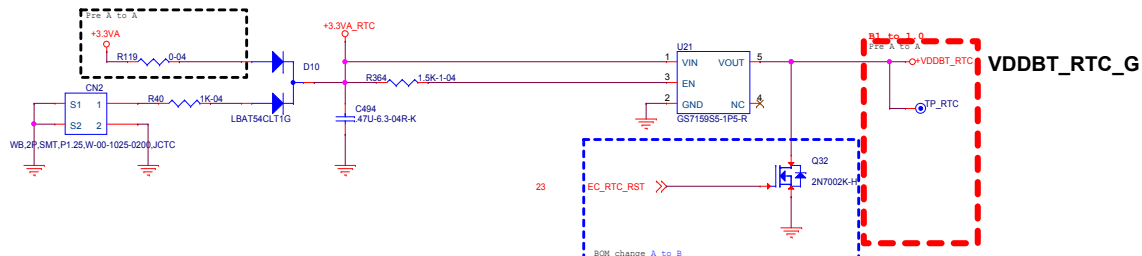 Pre A to A
+3.3VA
R119
0-04
D10
CN2
S1
1
S2
2
R40
1K-04
LBAT54CLT1G
WB,2P,SMT,P1.25,W-00-1025-0200,JCTC
+3.3VA_RTC
R364
1.5K-1-04
C494
.47U-6.3-04R-K
U21
1
VIN
VOUT
5
3
EN
2
GND
NC
4
GS7159S5-1P5-R
B1 to 1.0
Pre A to A
+VDDBT_RTC
VDDBT_RTC_G
TP_RTC
Q32
2N7002K-H
23
EC_RTC_RST
BOM change A to B